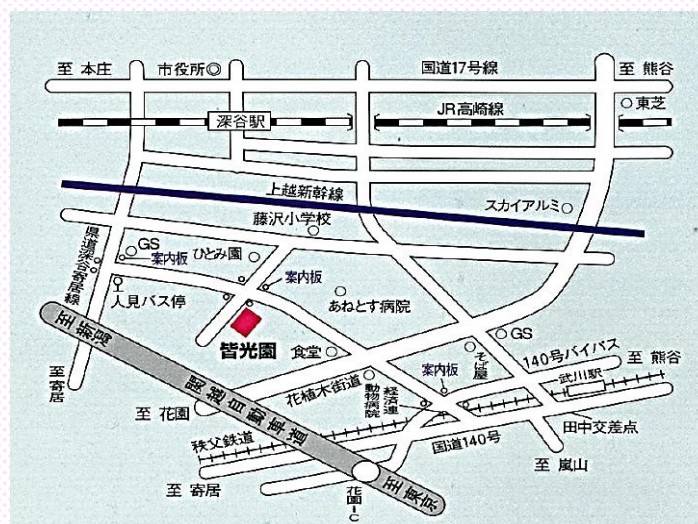 至 本庄
市役所◎
国道17号線
至 熊谷
東芝
深谷駅
JR高崎線
上越新幹線
スカイアルミ
藤沢小学校
県道深谷寄居線
GS
案内板
ひとみ園
案内板
人見バス停
あねとす病院
皆光園
食堂
GS
そば屋
140号バイパス
至 熊谷
至新潟
関越自動車道
至東京
至寄居
至 花園
花植木街道
動物病院
経済連
案内板
武川駅
田中交差点
秩父鉄道
国道140号
至 嵐山
至 寄居
花園IC